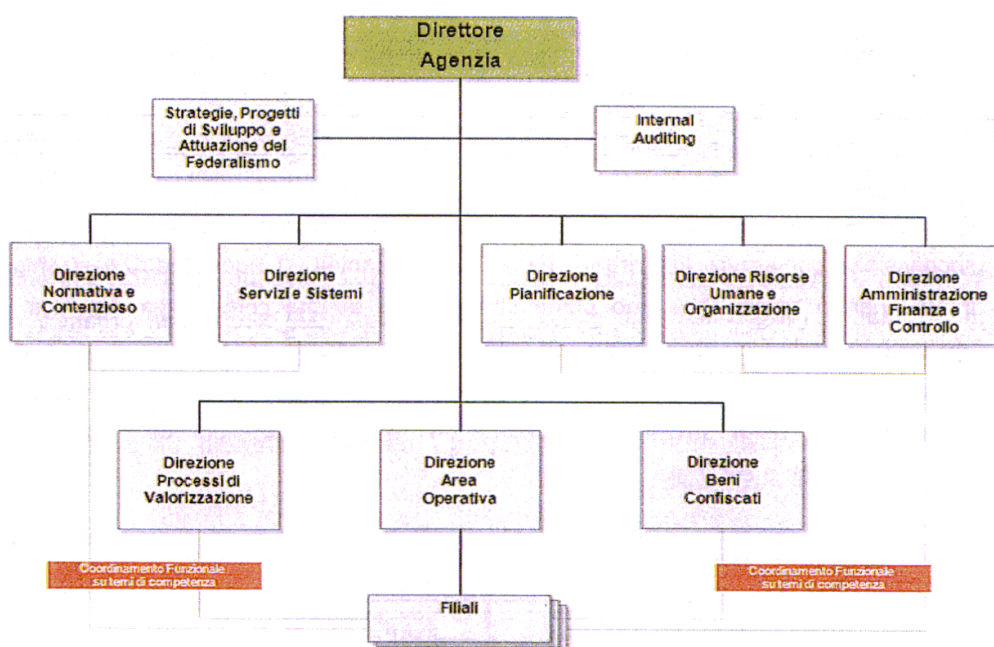 Direttore
Agenzia
Strategie, Progetti
di Sviluppo e
Attuazione del
Federalismo
Internal
Auditing
Direzione
Normativa e
Contenzioso
Direzione
Servizi e Sistemi
Direzione
Pianificazione
Direzione Risorse
Umane e
Organizzazione
Direzione
Amministrazione
Finanza e
Controllo
Direzione
Processi di
Valorizzazione
Direzione
Area
Operativa
Direzione
Beni
Confiscati
Coordinamento Funzionale
su temi di competenza
Coordinamento Funzionale
su temi di competenza
Filiali